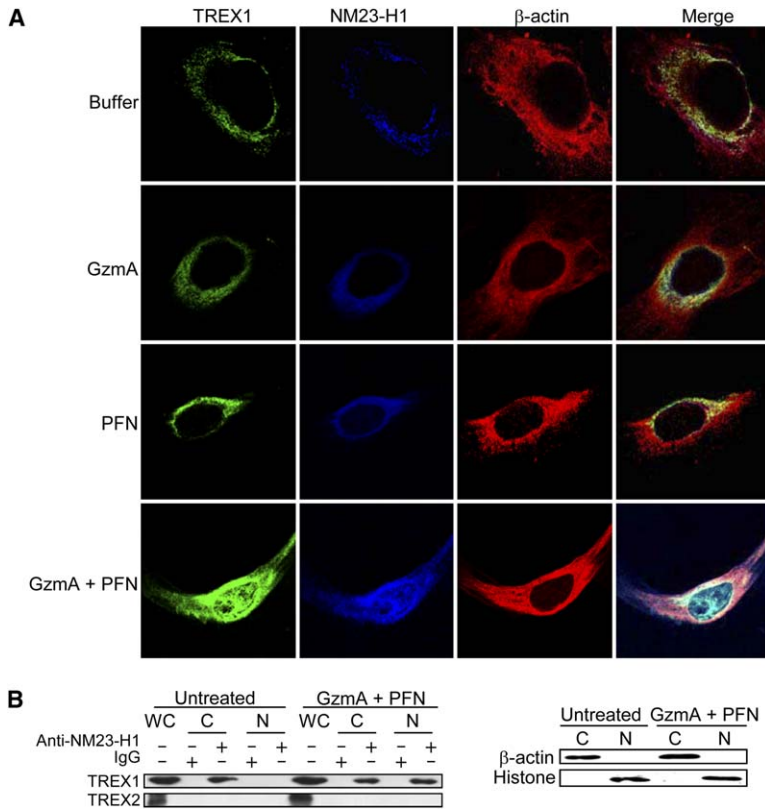 A
TREX1 NM23-H1 β-actin Merge
Buffer
GzmA
PFN
GzmA + PFN
B
Untreated GzmA + PFN
WC C N WC C N
Anti-NM23-H1 – – + – + – – + – +
IgG – + – + – – + – + –
TREX1
TREX2
Untreated GzmA + PFN
C N C N
β-actin
Histone